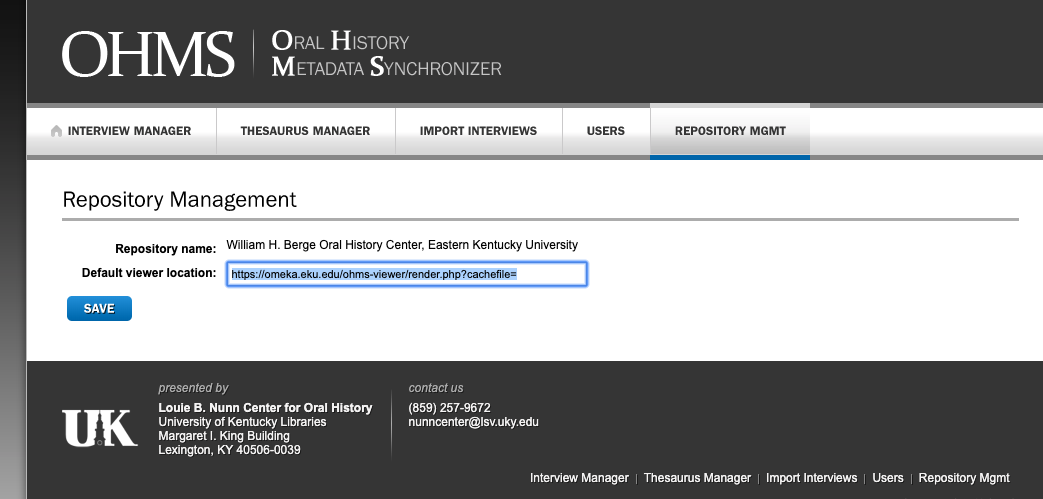 OHMS
ORAL HISTORY
METADATA SYNCHRONIZER
INTERVIEW MANAGER
THESAURUS MANAGER
IMPORT INTERVIEWS
USERS
REPOSITORY MGMT
Repository Management
Repository name: William H. Berge Oral History Center, Eastern Kentucky University
Default viewer location: https://omeka.eku.edu/ohms-viewer/render.php?cachefile=
SAVE
UK
presented by
Louie B. Nunn Center for Oral History
University of Kentucky Libraries
Margaret I. King Building
Lexington, KY 40506-0039
contact us
(859) 257-9672
nunncenter@lsv.uky.edu
Interview Manager | Thesaurus Manager | Import Interviews | Users | Repository Mgmt